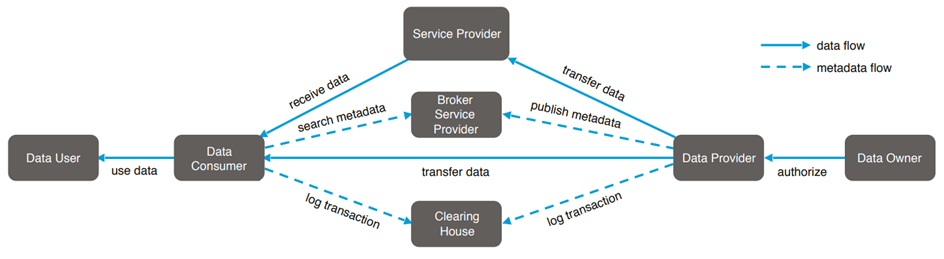 Service Provider
data flow
metadata flow
receive data
transfer data
search metadata
Broker
Service
Provider
publish metadata
Data User
use data
Data
Consumer
transfer data
Data Provider
authorize
Data Owner
log transaction
Clearing
House
log transaction